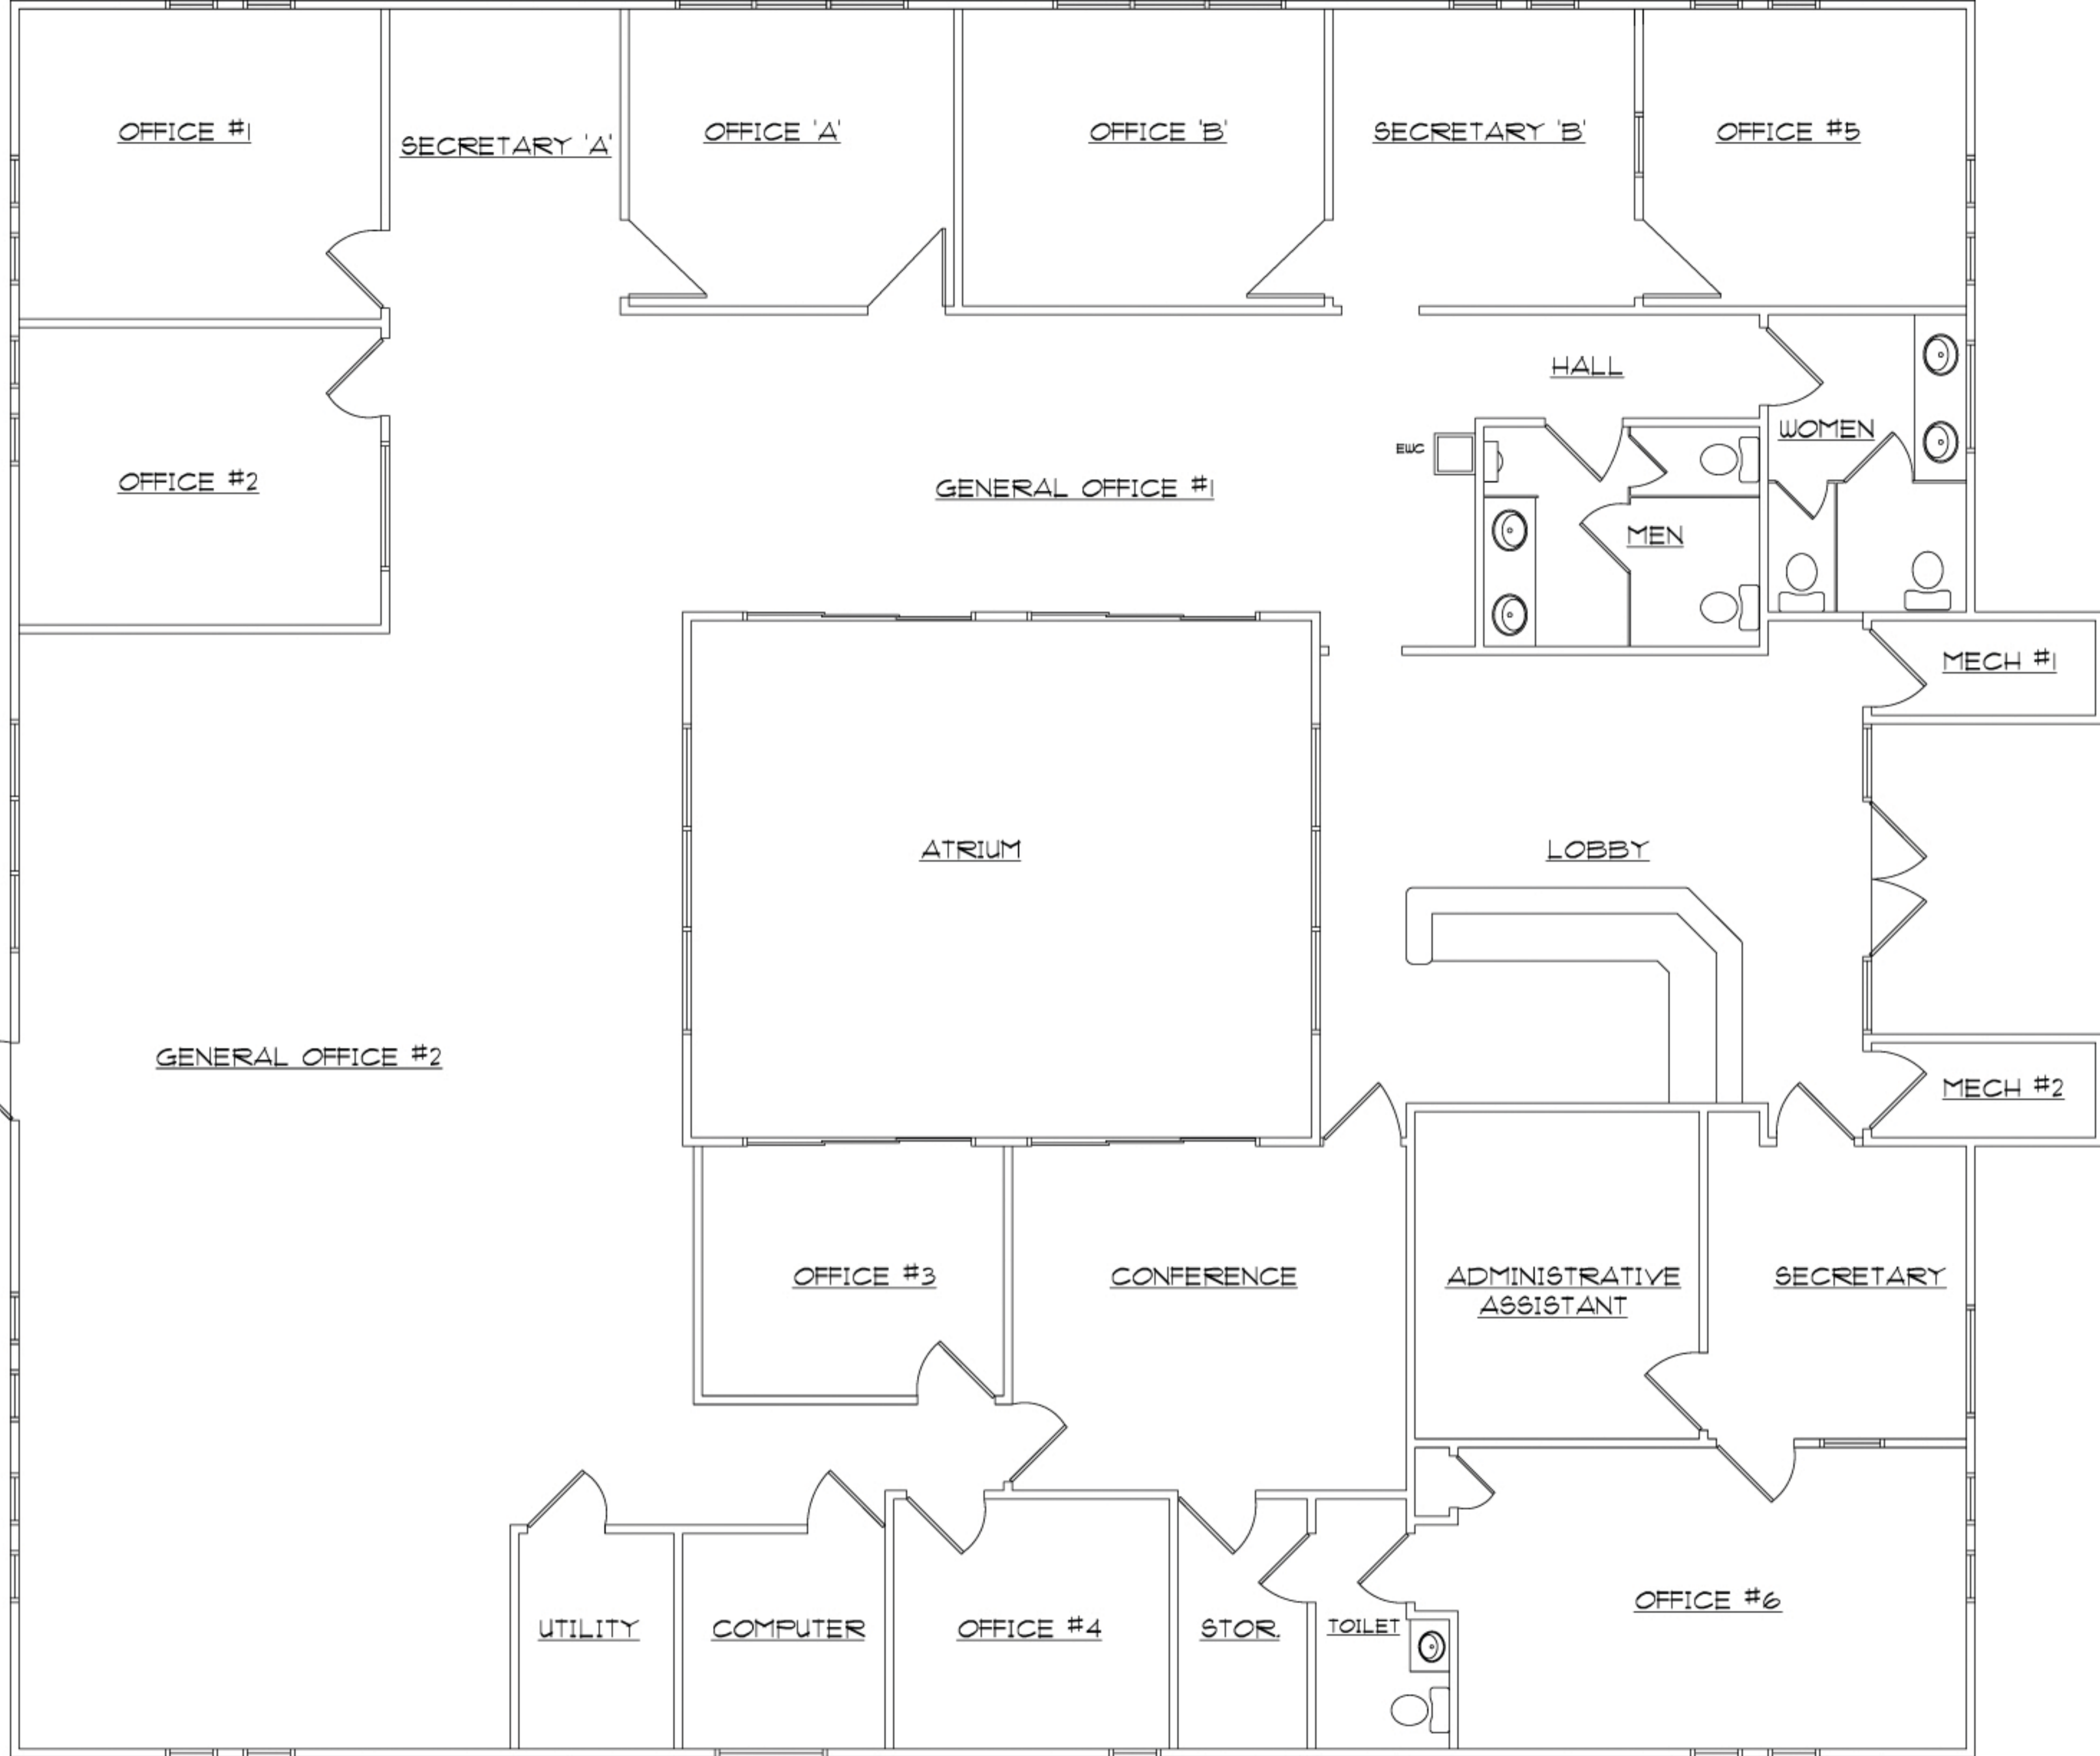 OFFICE #1
SECRETARY 'A'
OFFICE 'A'
OFFICE 'B'
SECRETARY 'B'
OFFICE #5
HALL
WOMEN
EWC
OFFICE #2
GENERAL OFFICE #1
MEN
MECH #1
ATRIUM
LOBBY
GENERAL OFFICE #2
MECH #2
OFFICE #3
CONFERENCE
ADMINISTRATIVE
ASSISTANT
SECRETARY
OFFICE #6
UTILITY
COMPUTER
OFFICE #4
STOR.
TOILET